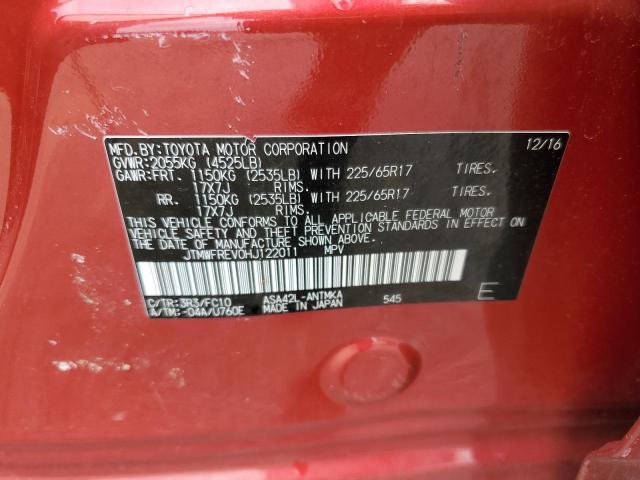 MFD.BY:TOYOTA MOTOR CORPORATION 12/16
GVWR:2055KG (4525LB)
GAWR:FRT. 1150KG (2535LB) WITH 225/65R17 TIRES.
17X7J RIMS.
RR. 1150KG (2535LB) WITH 225/65R17 TIRES.
17X7J RIMS.
THIS VEHICLE CONFORMS TO ALL APPLICABLE FEDERAL MOTOR
VEHICLE SAFETY AND THEFT PREVENTION STANDARDS IN EFFECT
ON THE DATE OF MANUFACTURE SHOWN ABOVE.
JTMWFREV0HJ122011 MPV
C/TR:3R3/FC10 ASA42L-ANTMKA 545 E
A/TM:-04A/U760E MADE IN JAPAN